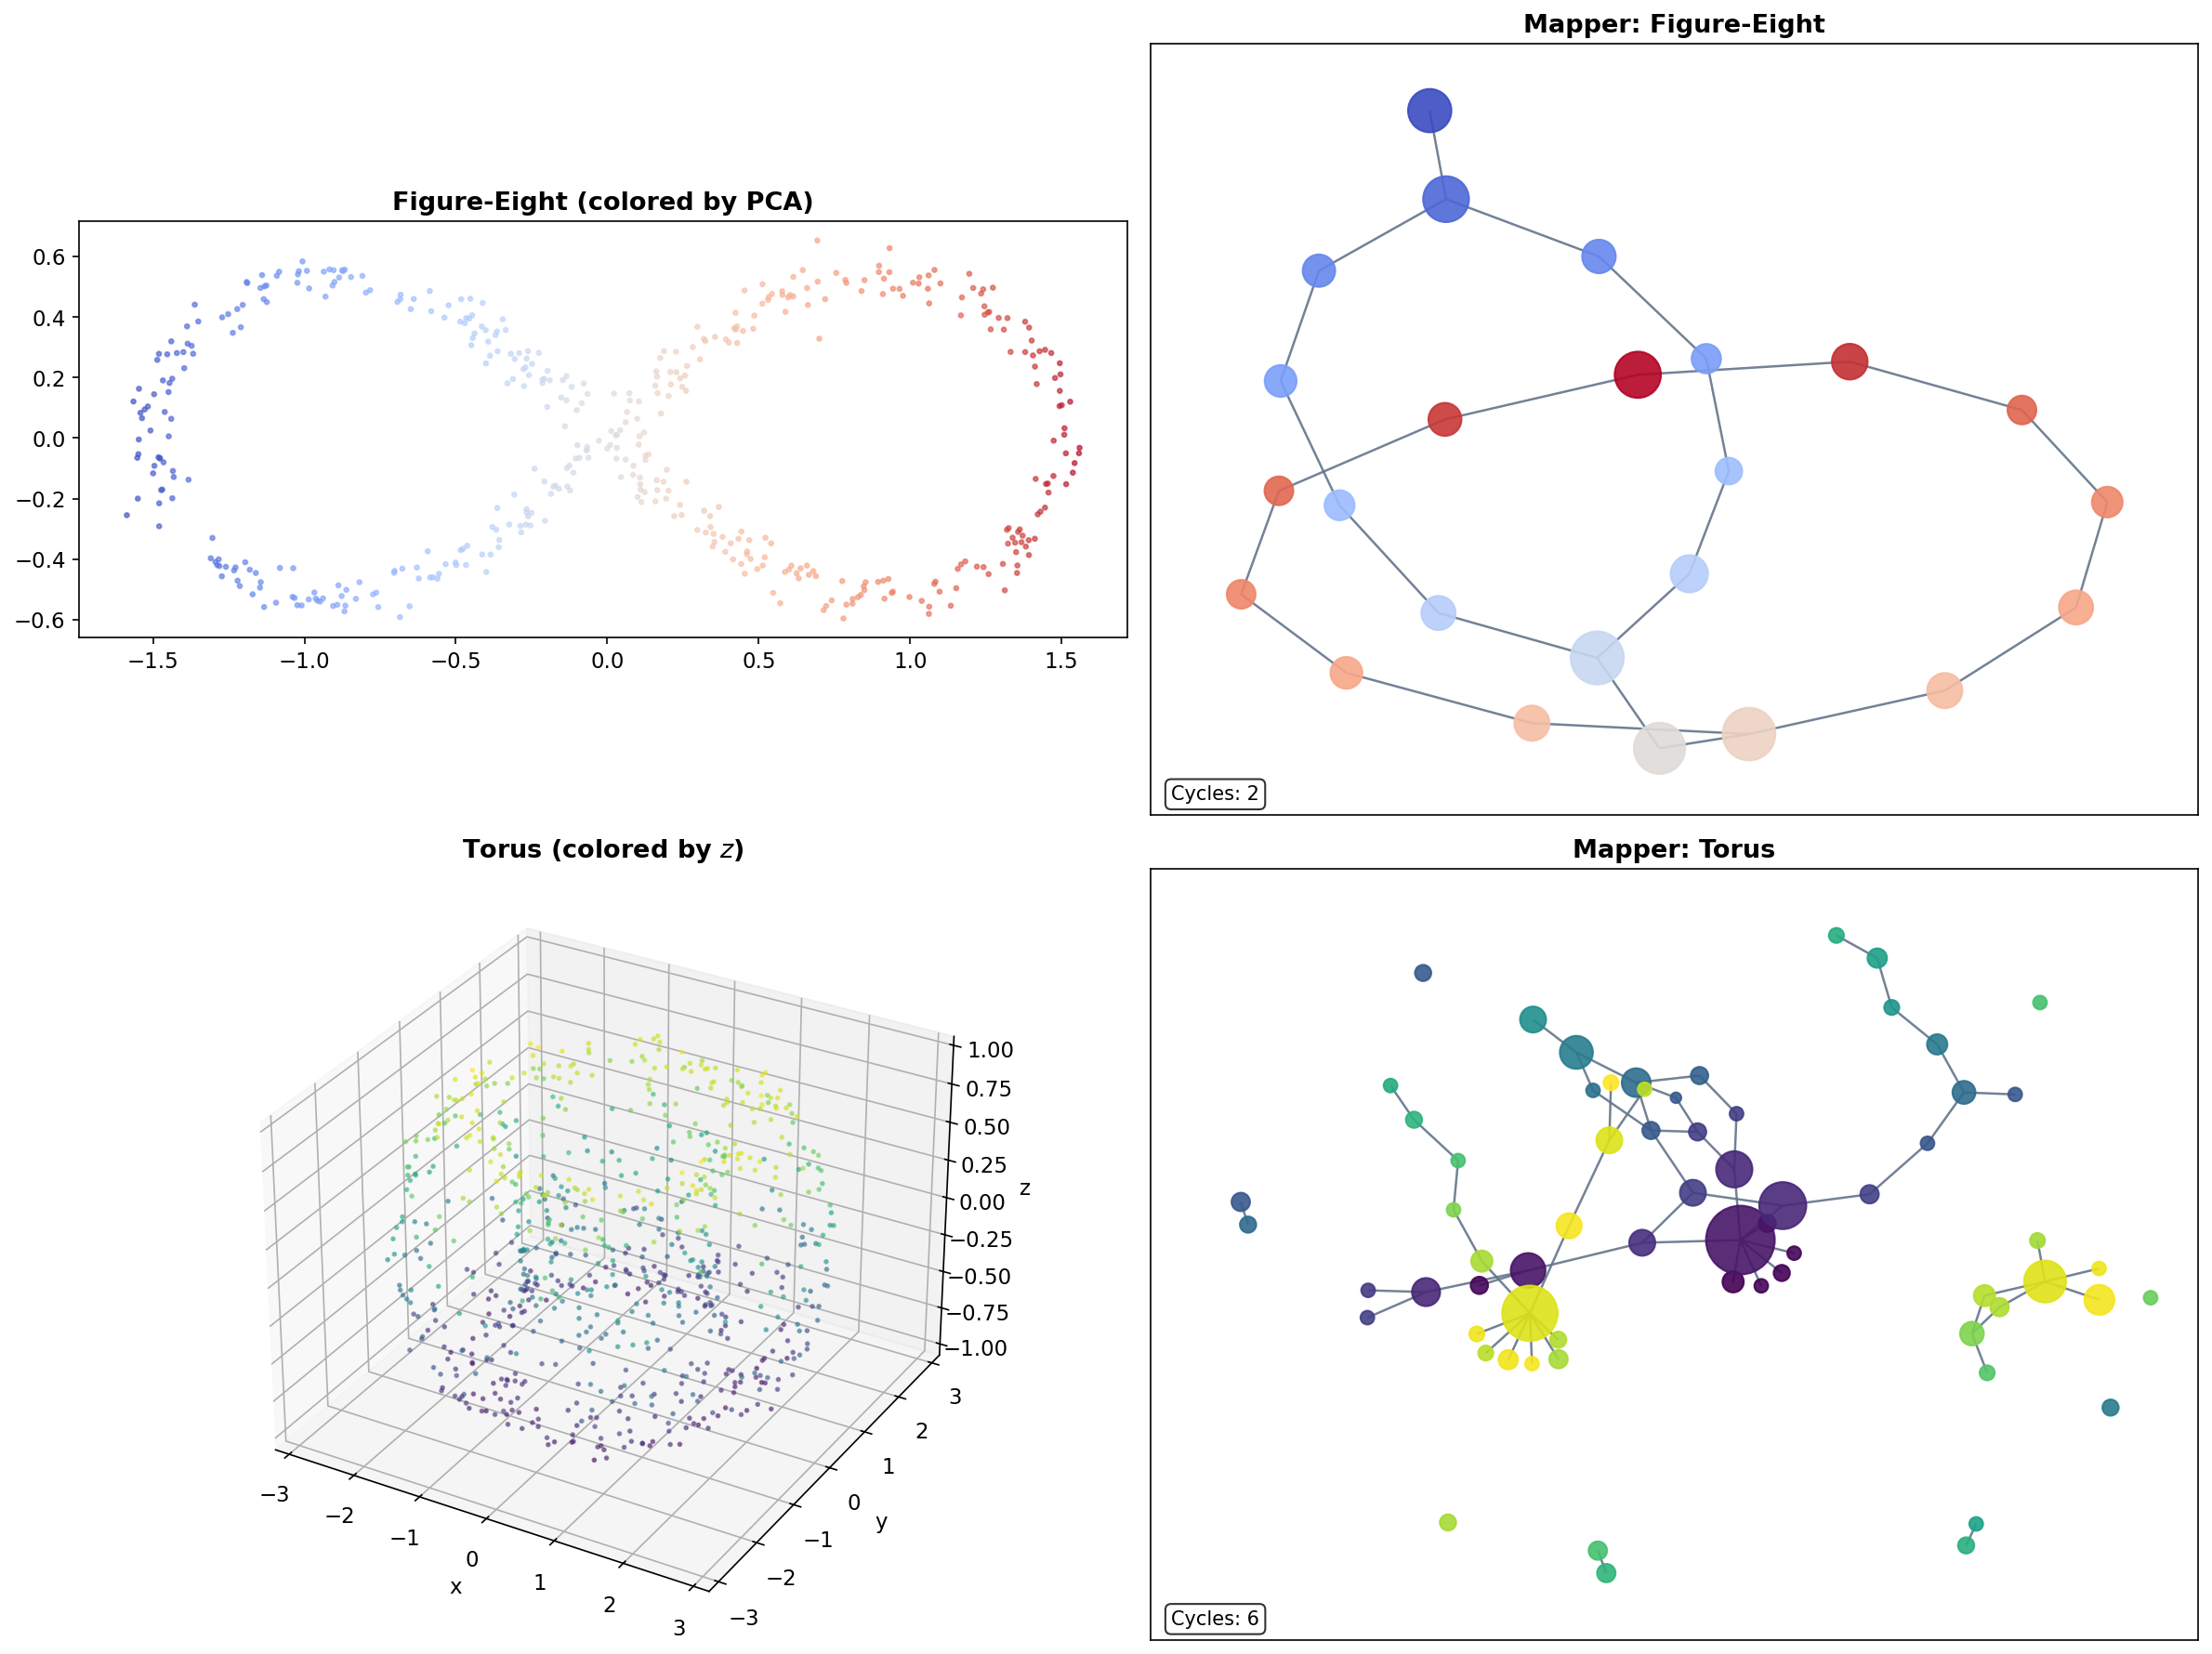 Figure-Eight (colored by PCA)
0.6
0.4
0.2
0.0
−0.2
−0.4
−0.6
−1.5 −1.0 −0.5 0.0 0.5 1.0 1.5
Mapper: Figure-Eight
Cycles: 2
Torus (colored by z)
1.00
0.75
0.50
0.25
0.00
−0.25
−0.50
−0.75
−1.00
z
−3 −2 −1 0 1 2 3
x
−3 −2 −1 0 1 2 3
y
Mapper: Torus
Cycles: 6